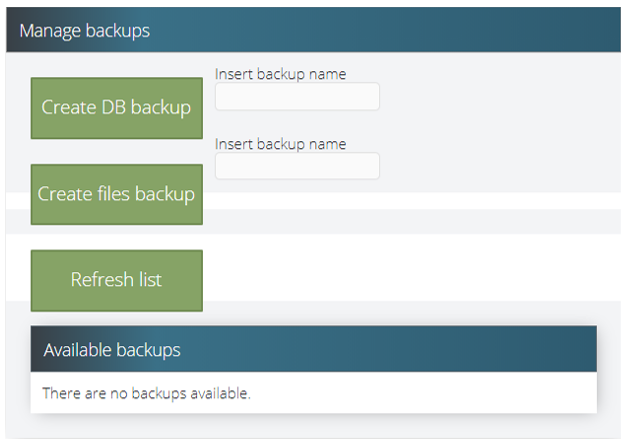 Manage backups
Insert backup name
Create DB backup
Insert backup name
Create files backup
Refresh list
Available backups
There are no backups available.